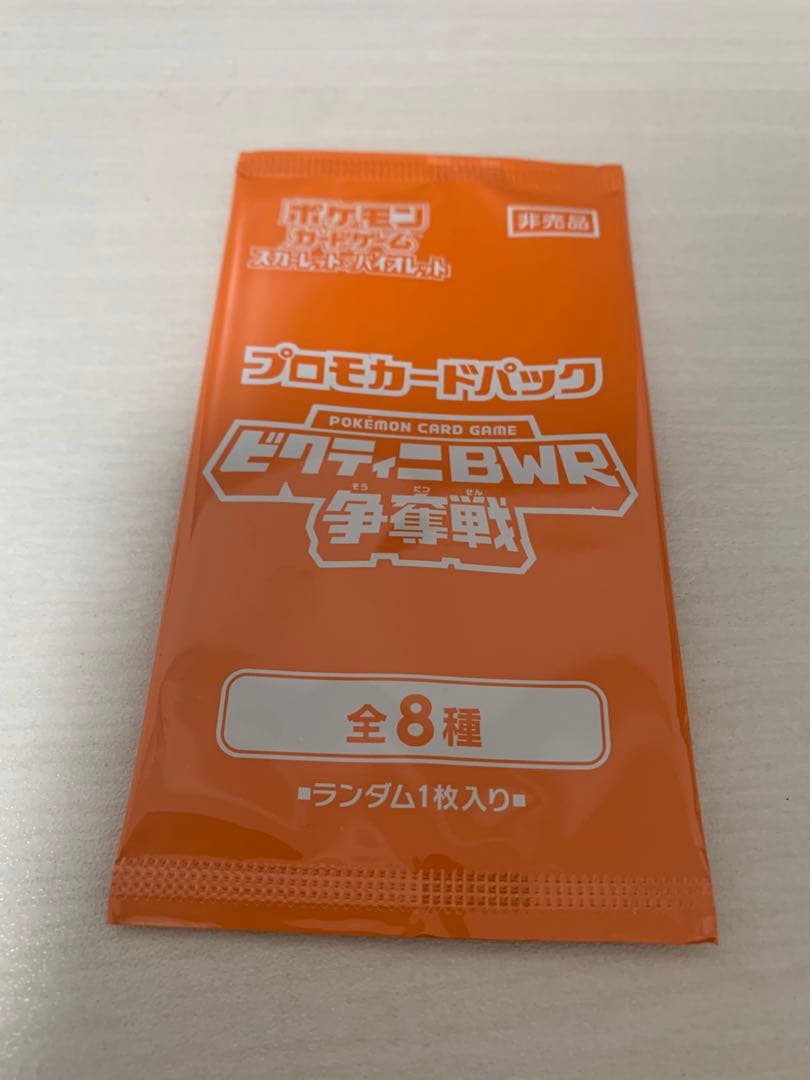 ポケモン
カードゲーム
スカーレット&バイオレット
非売品
プロモカードパック
POKÉMON CARD GAME
ビクティニBWR
そう だつ せん
争奪戦
全8種
■ランダム1枚入り■